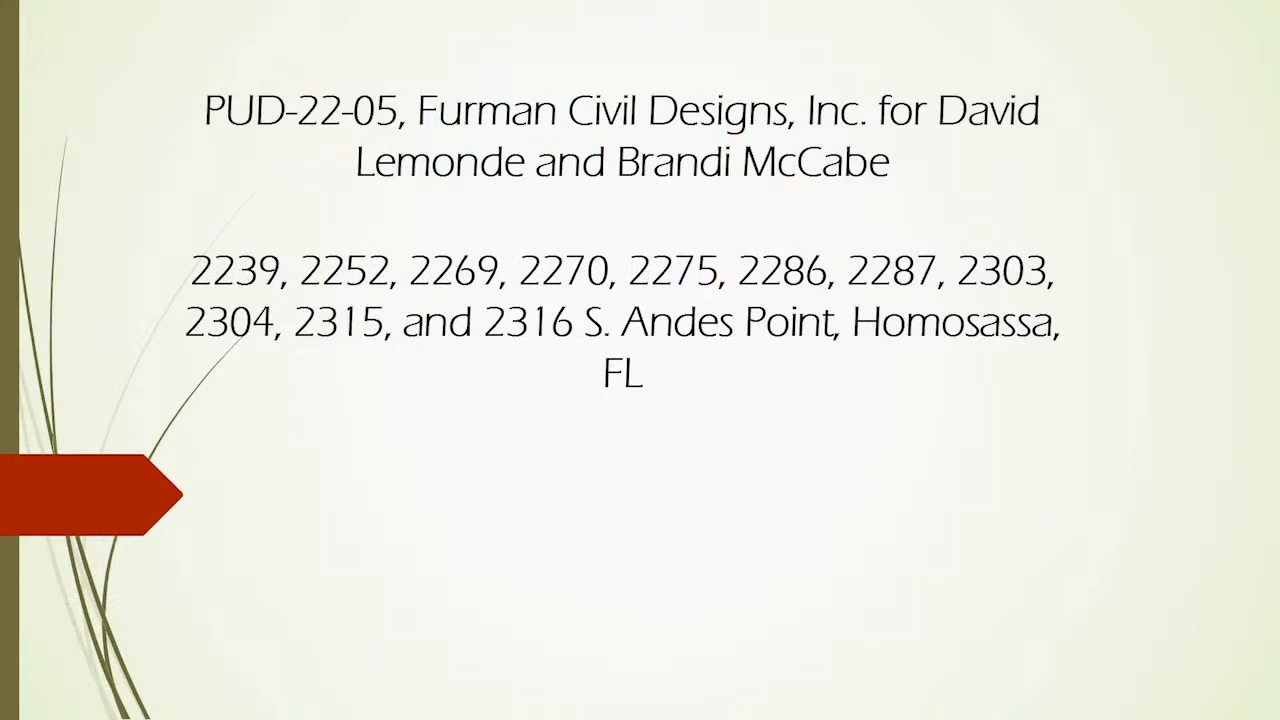 PUD-22-05, Furman Civil Designs, Inc. for David
Lemonde and Brandi McCabe
2239, 2252, 2269, 2270, 2275, 2286, 2287, 2303,
2304, 2315, and 2316 S. Andes Point, Homosassa,
FL